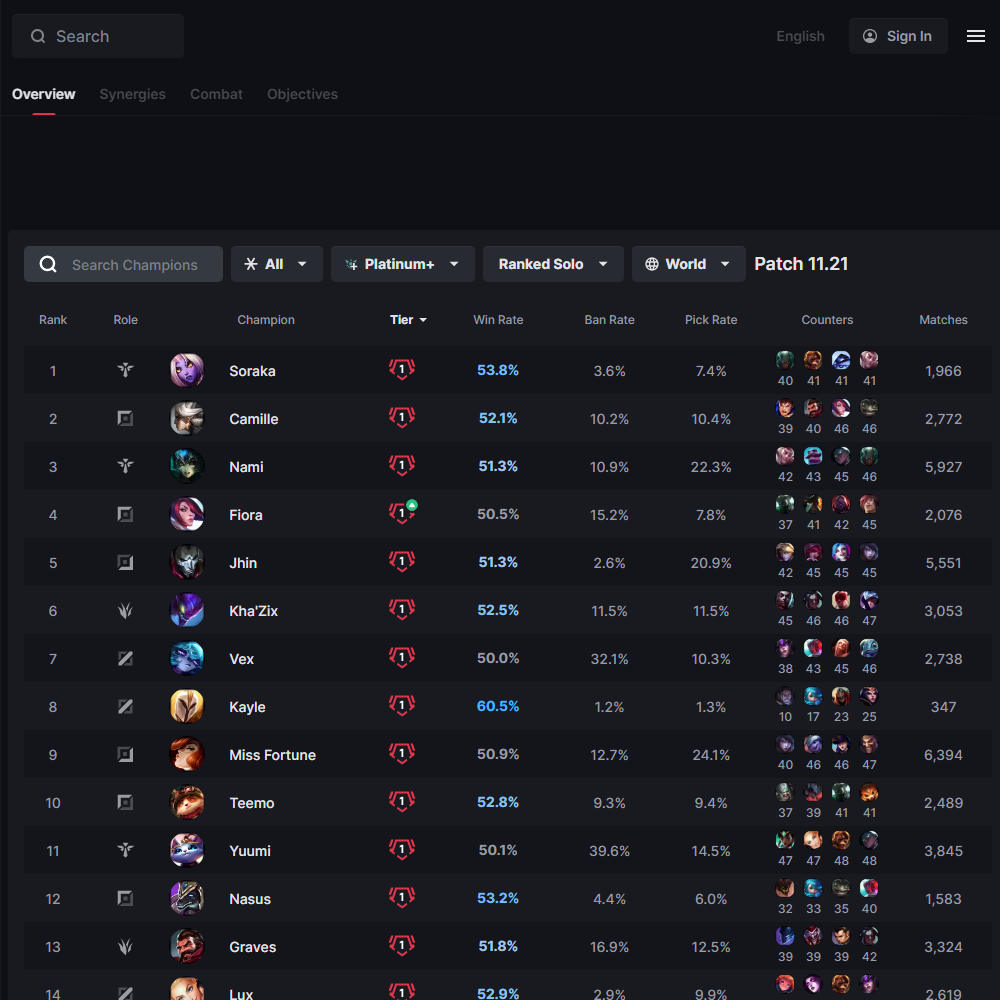 Search
English
Sign In
Overview Synergies Combat Objectives
Search Champions All Platinum+ Ranked Solo World Patch 11.21
Rank Role Champion Tier Win Rate Ban Rate Pick Rate Counters Matches
1 Soraka 1 53.8% 3.6% 7.4% 40 41 41 41 1,966
2 Camille 1 52.1% 10.2% 10.4% 39 40 46 46 2,772
3 Nami 1 51.3% 10.9% 22.3% 42 43 45 46 5,927
4 Fiora 1 50.5% 15.2% 7.8% 37 41 42 45 2,076
5 Jhin 1 51.3% 2.6% 20.9% 42 45 45 45 5,551
6 Kha'Zix 1 52.5% 11.5% 11.5% 45 46 46 47 3,053
7 Vex 1 50.0% 32.1% 10.3% 38 43 45 46 2,738
8 Kayle 1 60.5% 1.2% 1.3% 10 17 23 25 347
9 Miss Fortune 1 50.9% 12.7% 24.1% 40 46 46 47 6,394
10 Teemo 1 52.8% 9.3% 9.4% 37 39 41 41 2,489
11 Yuumi 1 50.1% 39.6% 14.5% 47 47 48 48 3,845
12 Nasus 1 53.2% 4.4% 6.0% 32 33 35 40 1,583
13 Graves 1 51.8% 16.9% 12.5% 39 39 39 42 3,324
14 Lux 1 52.9% 2.9% 9.9% 2,619